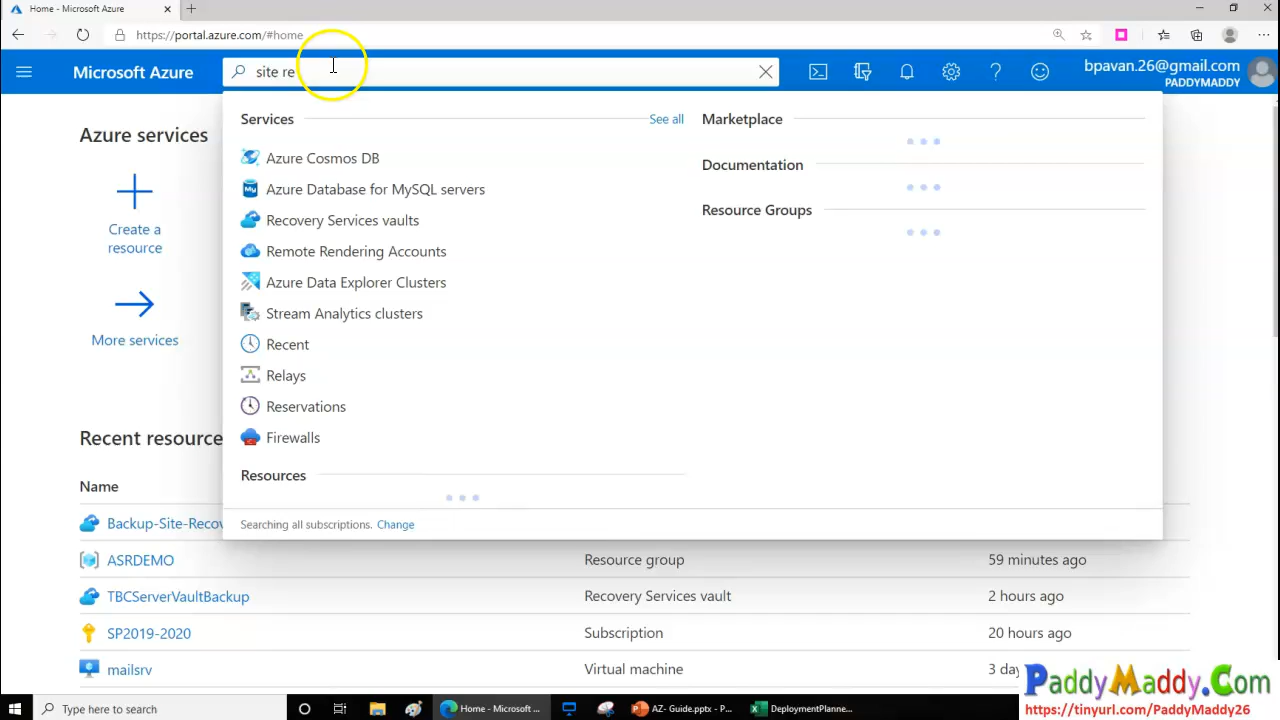 Home - Microsoft Azure
https://portal.azure.com/#home
Microsoft Azure
site re
bpavan.26@gmail.com
PADDYMADDY
Azure services
Create a
resource
More services
Services
See all
Azure Cosmos DB
Azure Database for MySQL servers
Recovery Services vaults
Remote Rendering Accounts
Azure Data Explorer Clusters
Stream Analytics clusters
Recent
Relays
Reservations
Firewalls
Resources
Searching all subscriptions. Change
Marketplace
Documentation
Resource Groups
Recent resource
Name
Backup-Site-Recov
ASRDEMO Resource group 59 minutes ago
TBCServerVaultBackup Recovery Services vault 2 hours ago
SP2019-2020 Subscription 20 hours ago
mailsrv Virtual machine 3 day
PaddyMaddy.Com
https://tinyurl.com/PaddyMaddy26
Type here to search
Home - Microsoft ...
AZ- Guide.pptx - P...
DeploymentPlanne...